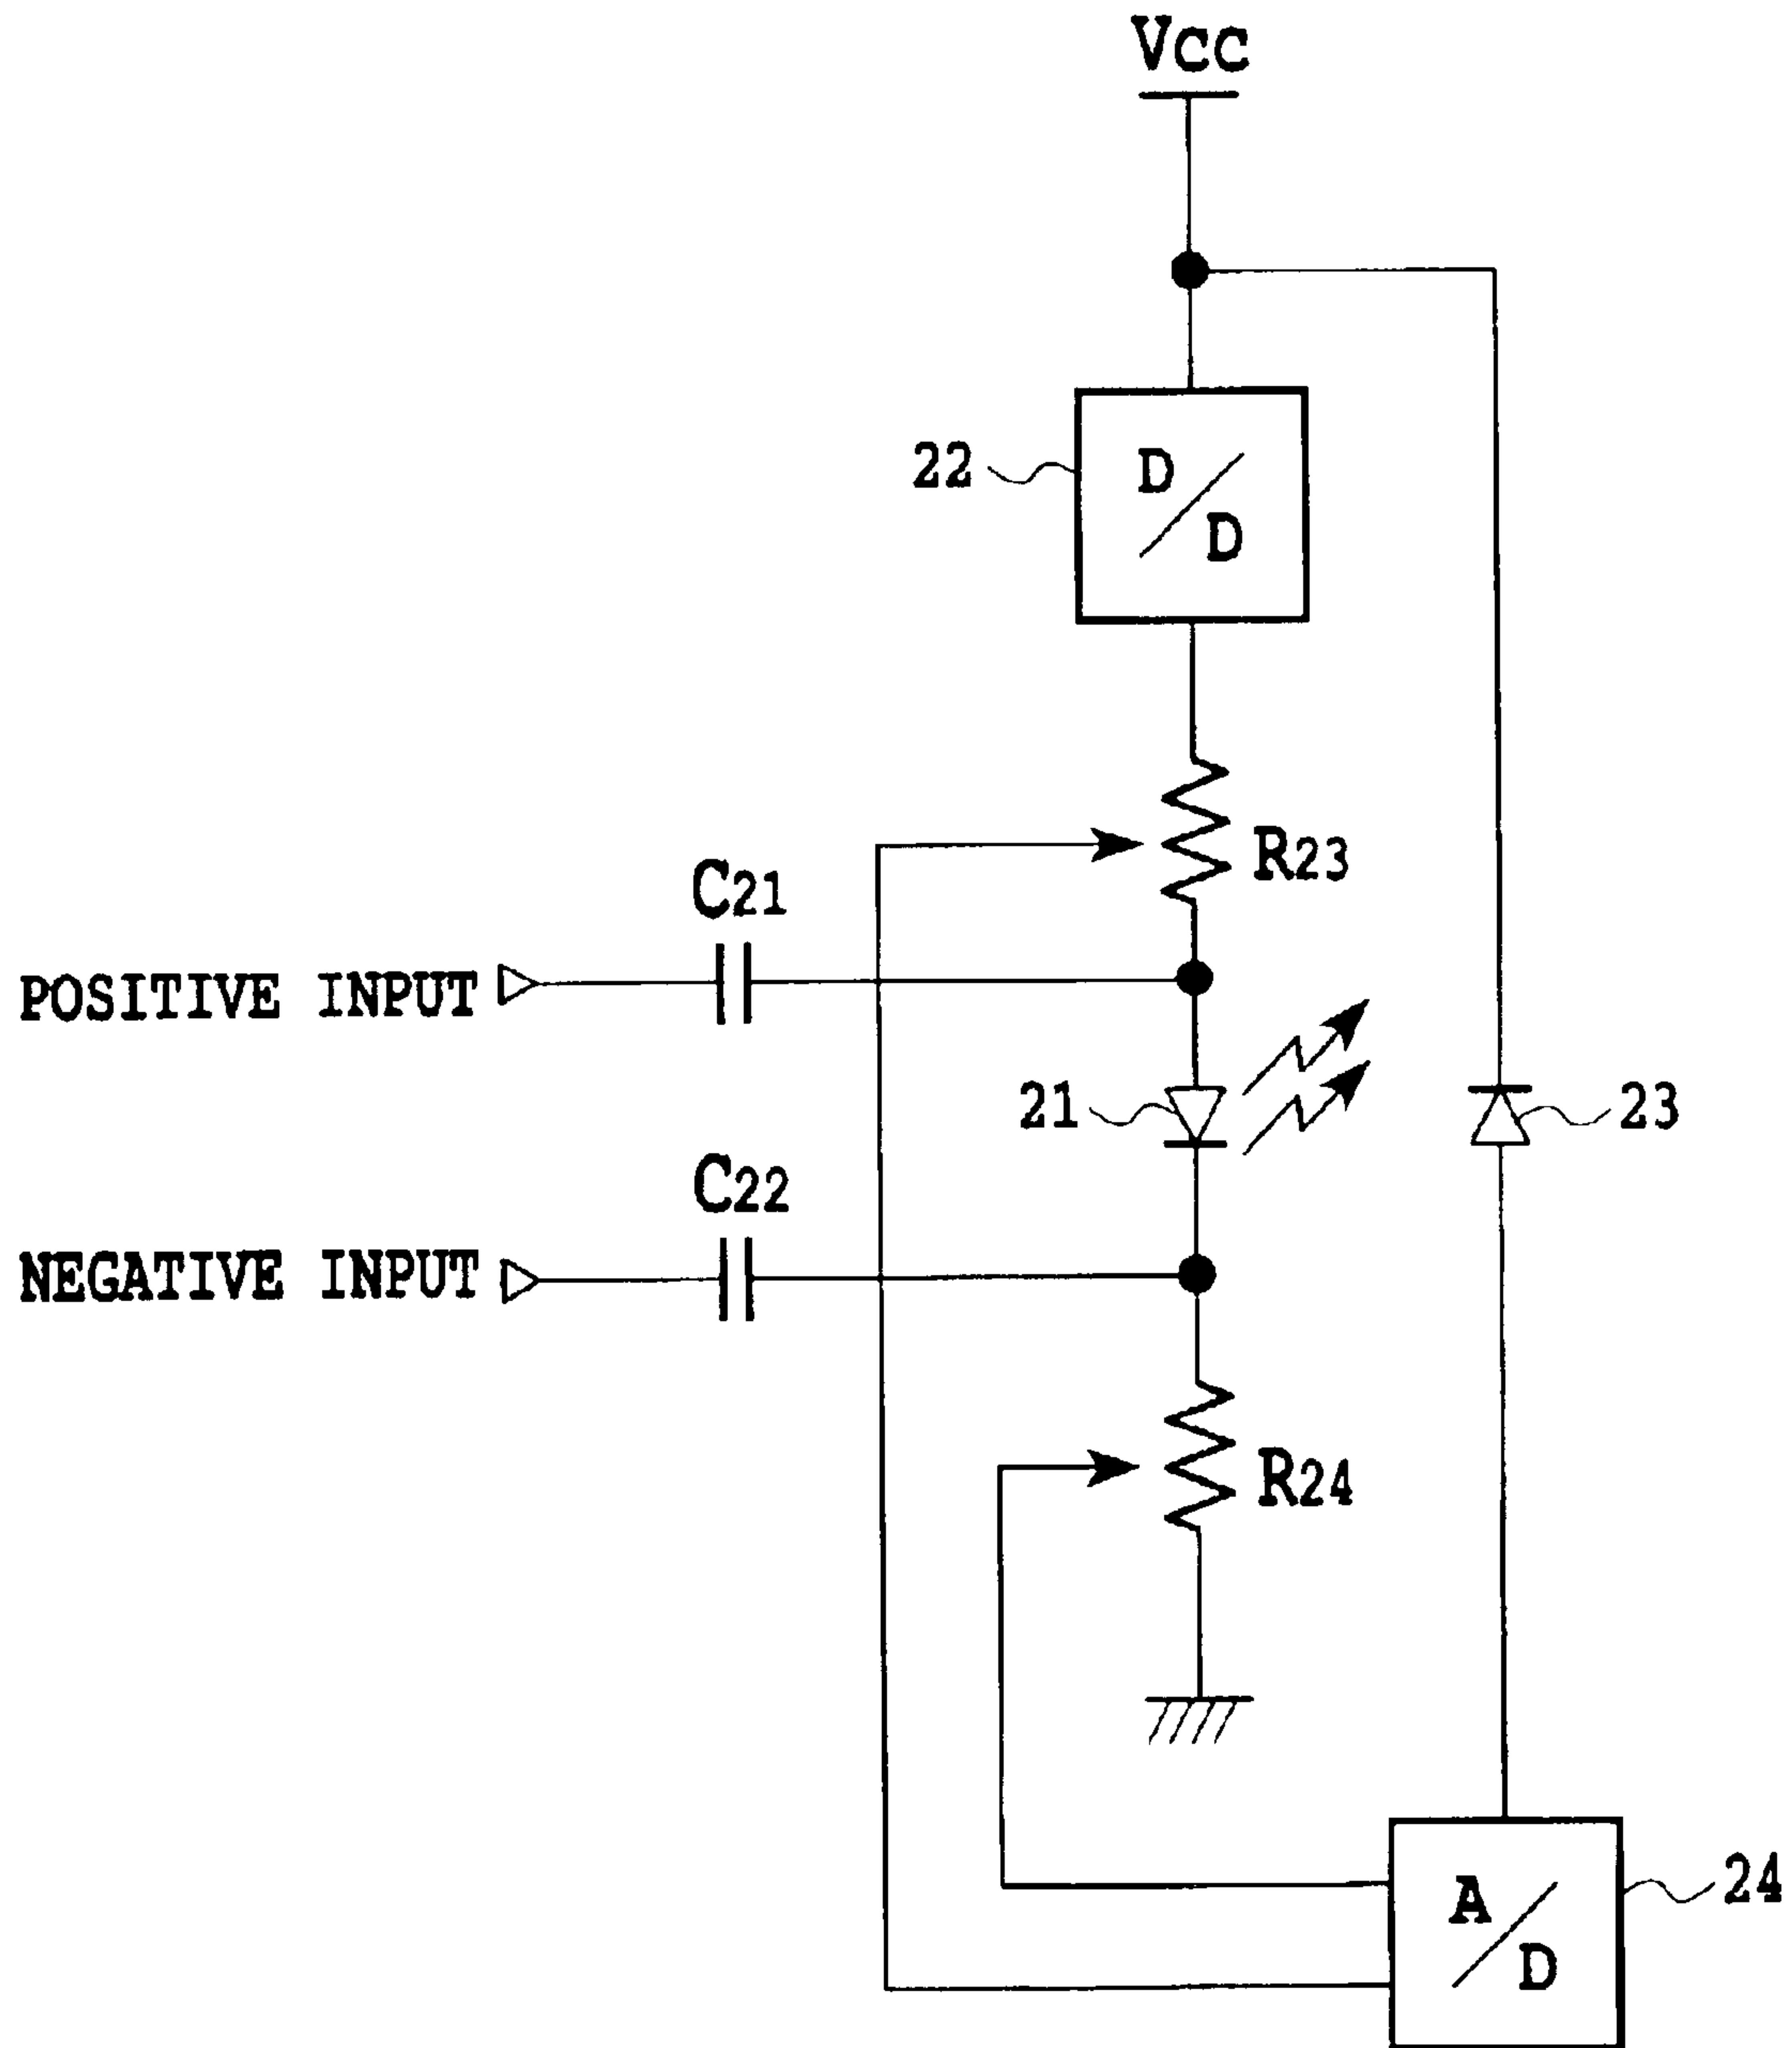 VCC
22
D/D
R23
C21
POSITIVE INPUT
21
23
C22
NEGATIVE INPUT
R24
24
A/D